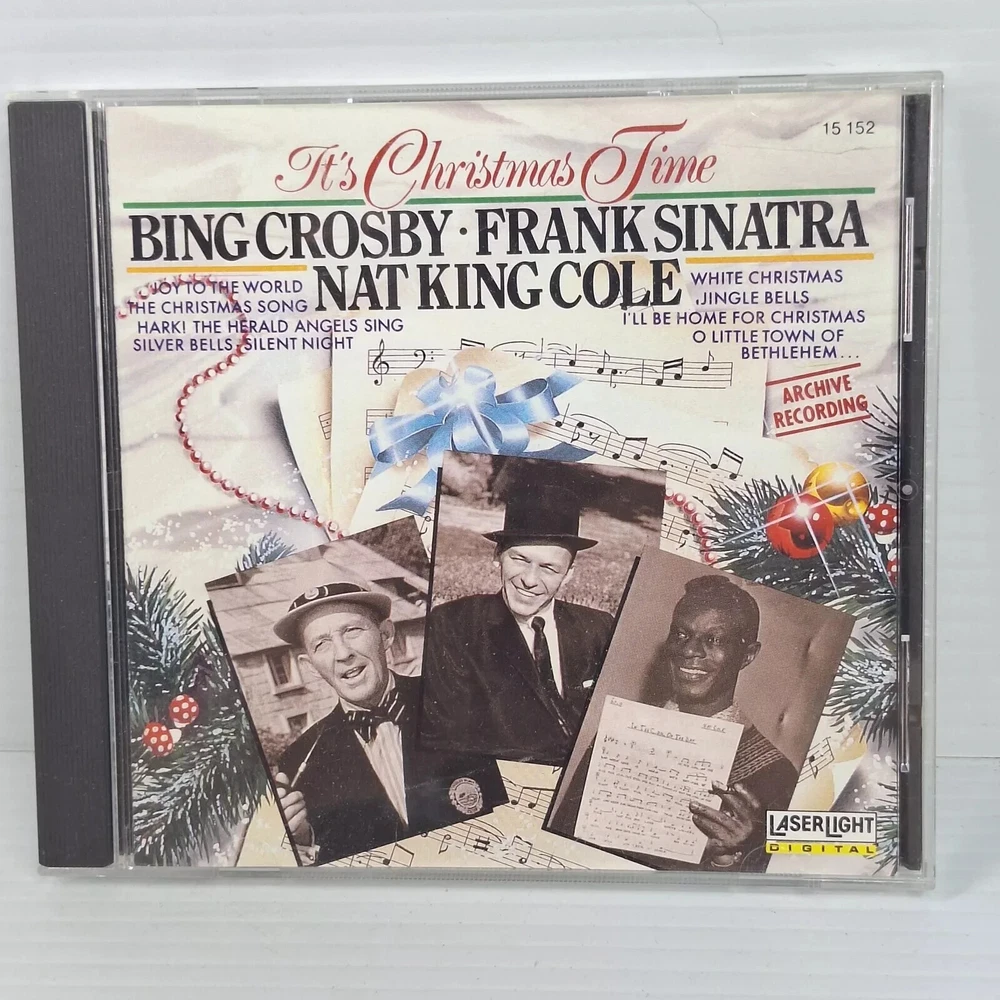 15 152
It's Christmas Time
BING CROSBY · FRANK SINATRA
NAT KING COLE
JOY TO THE WORLD
THE CHRISTMAS SONG
HARK! THE HERALD ANGELS SING
SILVER BELLS · SILENT NIGHT
WHITE CHRISTMAS
JINGLE BELLS
I'LL BE HOME FOR CHRISTMAS
O LITTLE TOWN OF
BETHLEHEM...
ARCHIVE
RECORDING
LASERLIGHT
DIGITAL